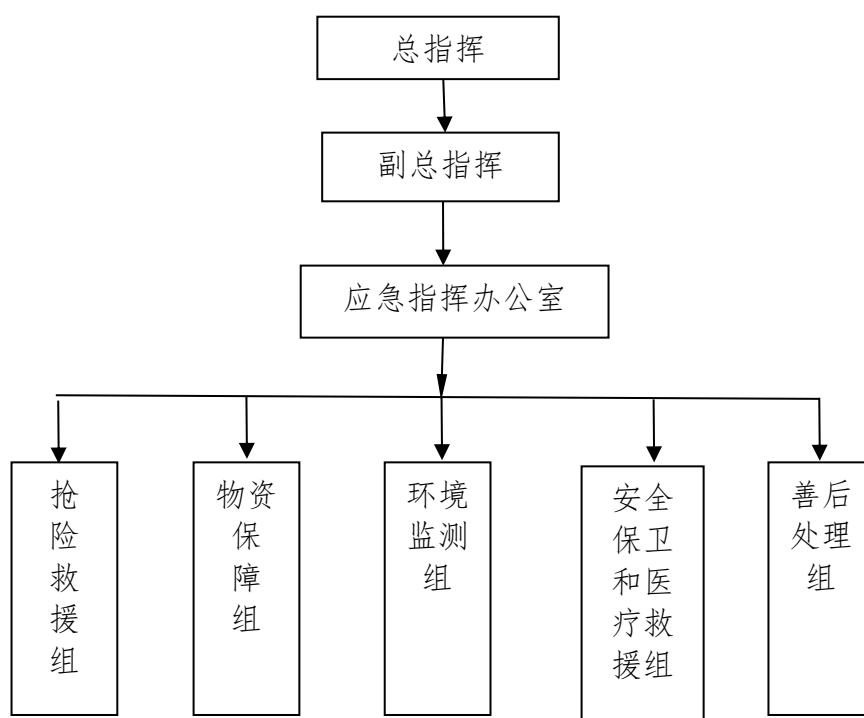 总指挥
副总指挥
应急指挥办公室
抢
险
救
援
组
物资
保
障
组
环境
监测
组
安全
保卫
和医
疗救
援组
善后
处理
组